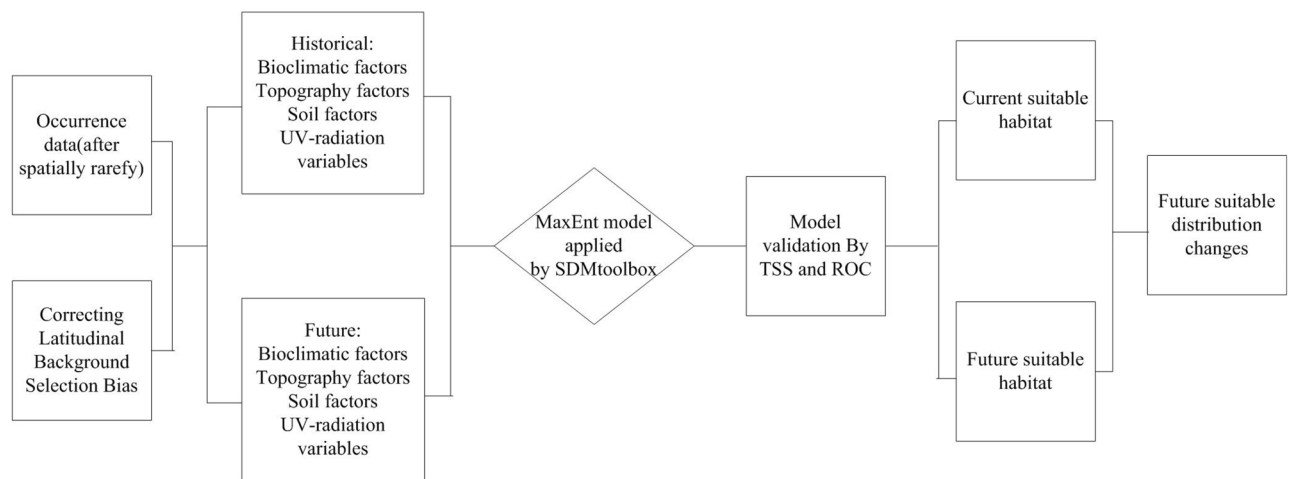 Occurrence
data(after
spatially rarefy)
Correcting
Latitudinal
Background
Selection Bias
Historical:
Bioclimatic factors
Topography factors
Soil factors
UV-radiation
variables
Future:
Bioclimatic factors
Topography factors
Soil factors
UV-radiation
variables
MaxEnt model
applied
by SDMtoolbox
Model
validation By
TSS and ROC
Current suitable
habitat
Future suitable
habitat
Future suitable
distribution
changes